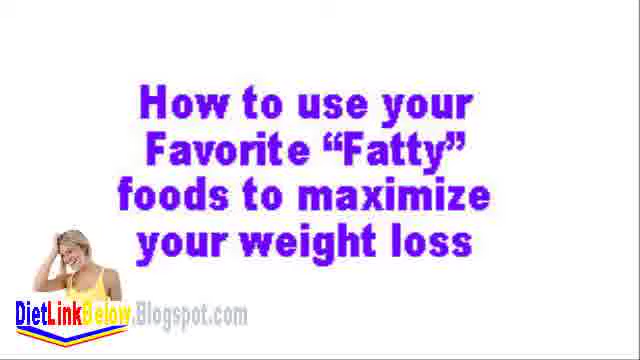 How to use your
Favorite “Fatty”
foods to maximize
your weight loss
DietLinkBelow.Blogspot.com